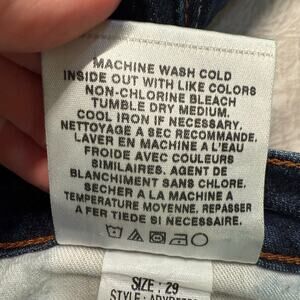 MACHINE WASH COLD
INSIDE OUT WITH LIKE COLORS
NON-CHLORINE BLEACH
TUMBLE DRY MEDIUM,
COOL IRON IF NECESSARY,
NETTOYAGE A SEC RECOMMANDE.
LAVER EN MACHINE A L'EAU
FROIDE AVEC COULEURS
SIMILAIRES. AGENT DE
BLANCHIMENT SANS CHLORE.
SECHER A LA MACHINE A
TEMPERATURE MOYENNE. REPASSER
A FER TIEDE SI NECESSAIRE.
SIZE : 29
STYLE :